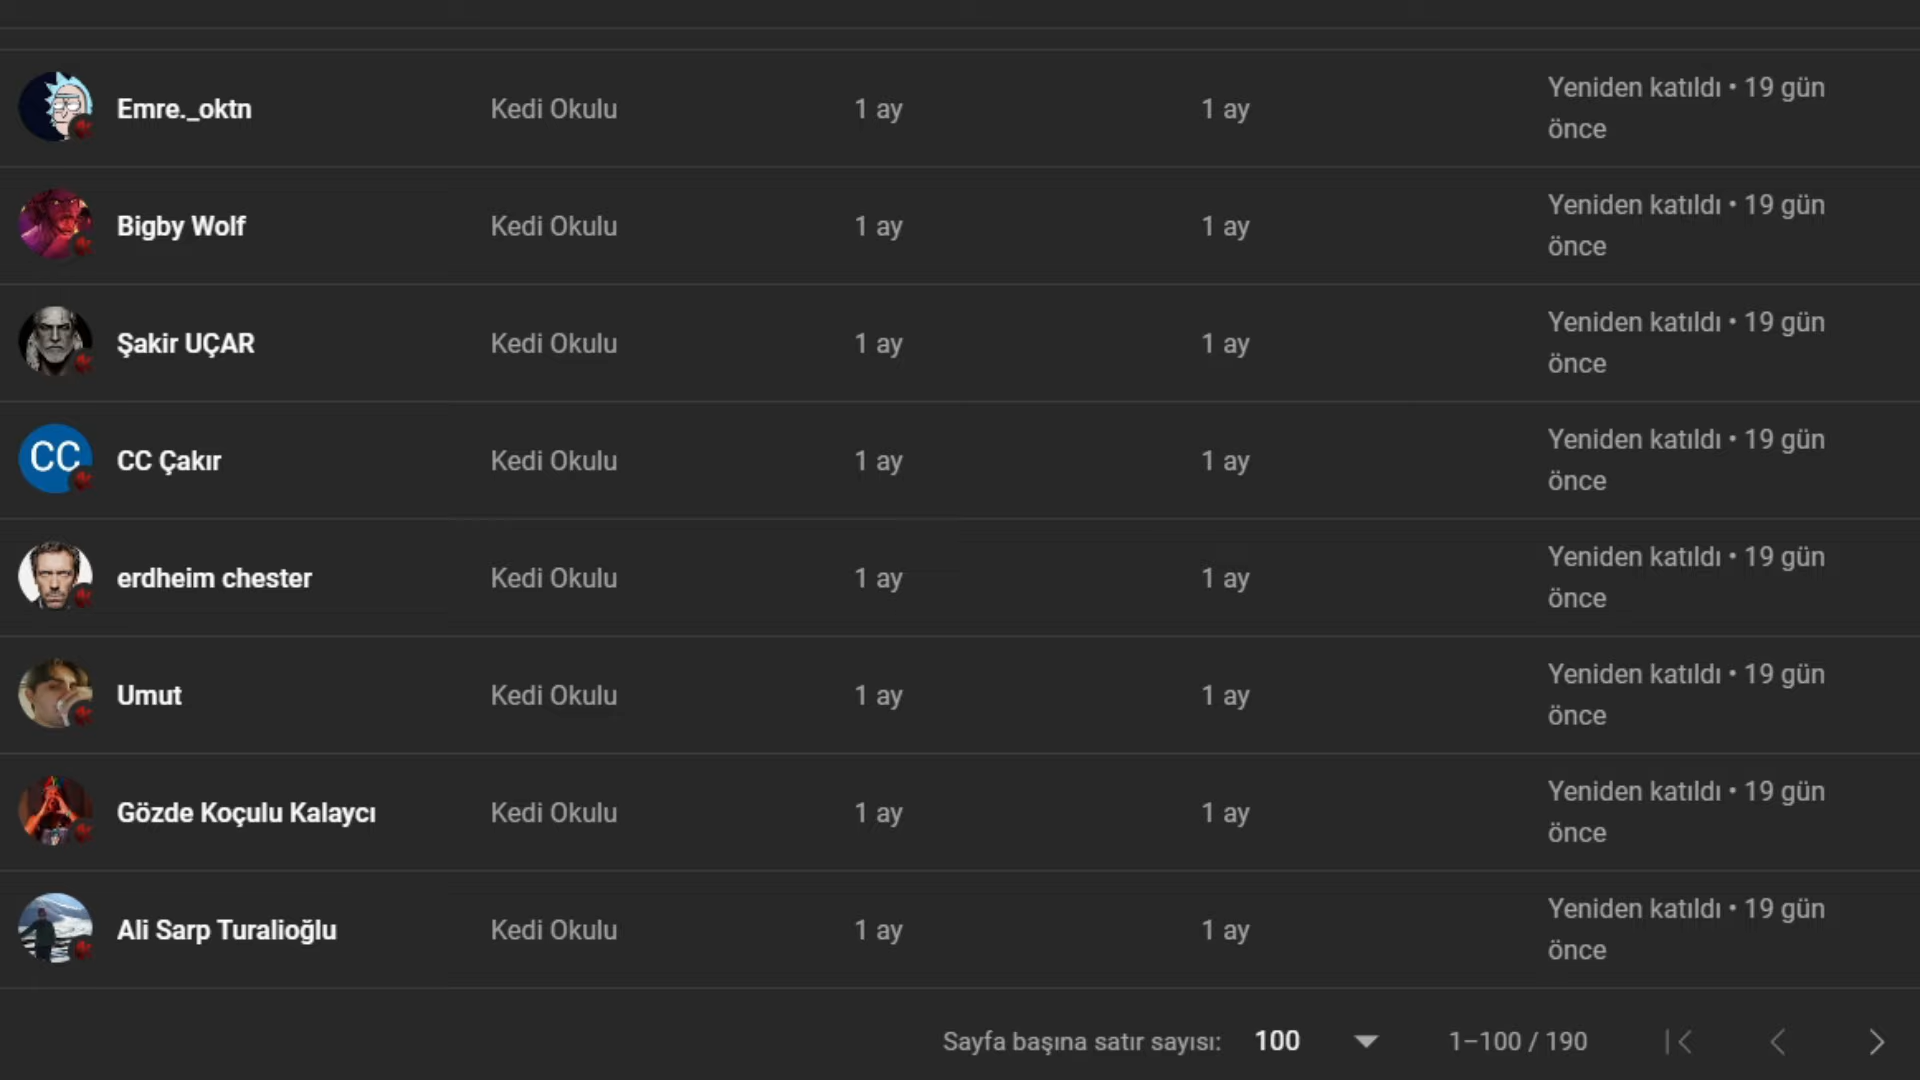 Emre._oktn Kedi Okulu 1 ay 1 ay Yeniden katıldı • 19 gün
önce
Bigby Wolf Kedi Okulu 1 ay 1 ay Yeniden katıldı • 19 gün
önce
Şakir UÇAR Kedi Okulu 1 ay 1 ay Yeniden katıldı • 19 gün
önce
CC CC Çakır Kedi Okulu 1 ay 1 ay Yeniden katıldı • 19 gün
önce
erdheim chester Kedi Okulu 1 ay 1 ay Yeniden katıldı • 19 gün
önce
Umut Kedi Okulu 1 ay 1 ay Yeniden katıldı • 19 gün
önce
Gözde Koçulu Kalaycı Kedi Okulu 1 ay 1 ay Yeniden katıldı • 19 gün
önce
Ali Sarp Turalioğlu Kedi Okulu 1 ay 1 ay Yeniden katıldı • 19 gün
önce
Sayfa başına satır sayısı: 100 1–100 / 190